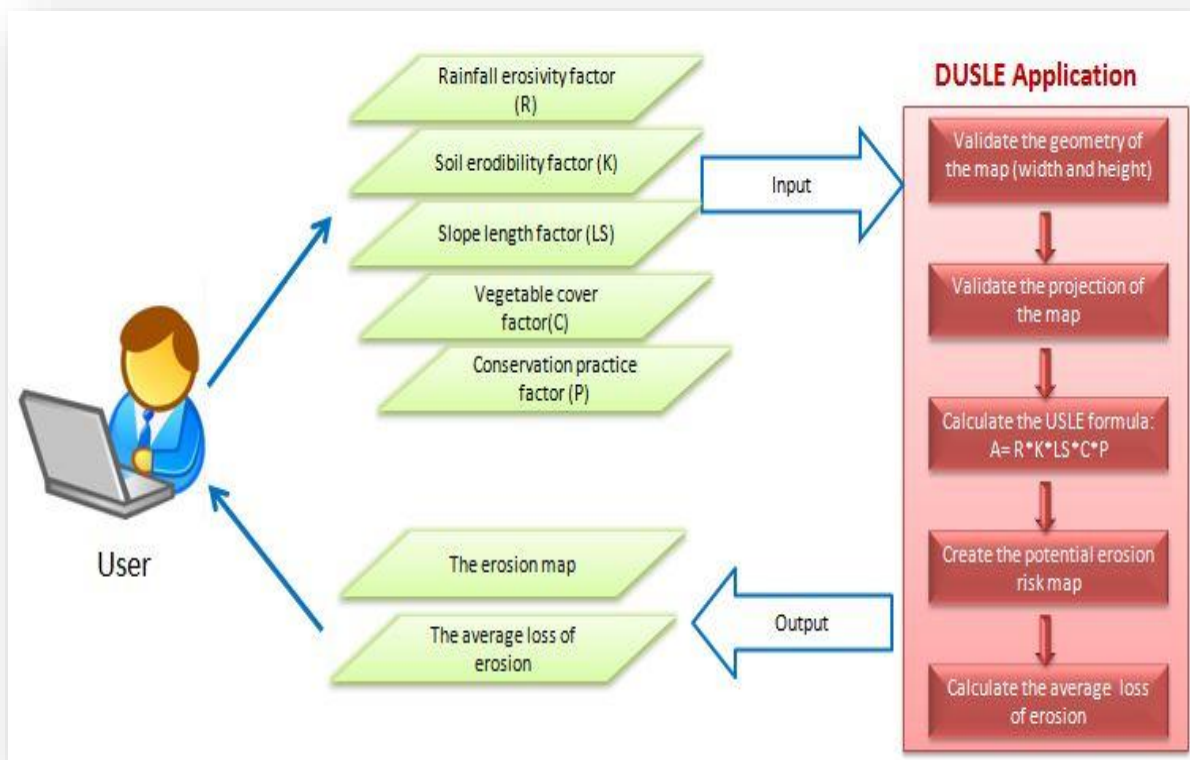 Rainfall erosivity factor
(R)
Soil erodibility factor (K)
Slope length factor (LS)
Vegetable cover
factor(C)
Conservation practice
factor (P)
Input
DUSLE Application
Validate the geometry of
the map (width and height)
Validate the projection of
the map
Calculate the USLE formula:
A= R*K*LS*C*P
Create the potential erosion
risk map
Calculate the average loss
of erosion
Output
The erosion map
The average loss of
erosion
User